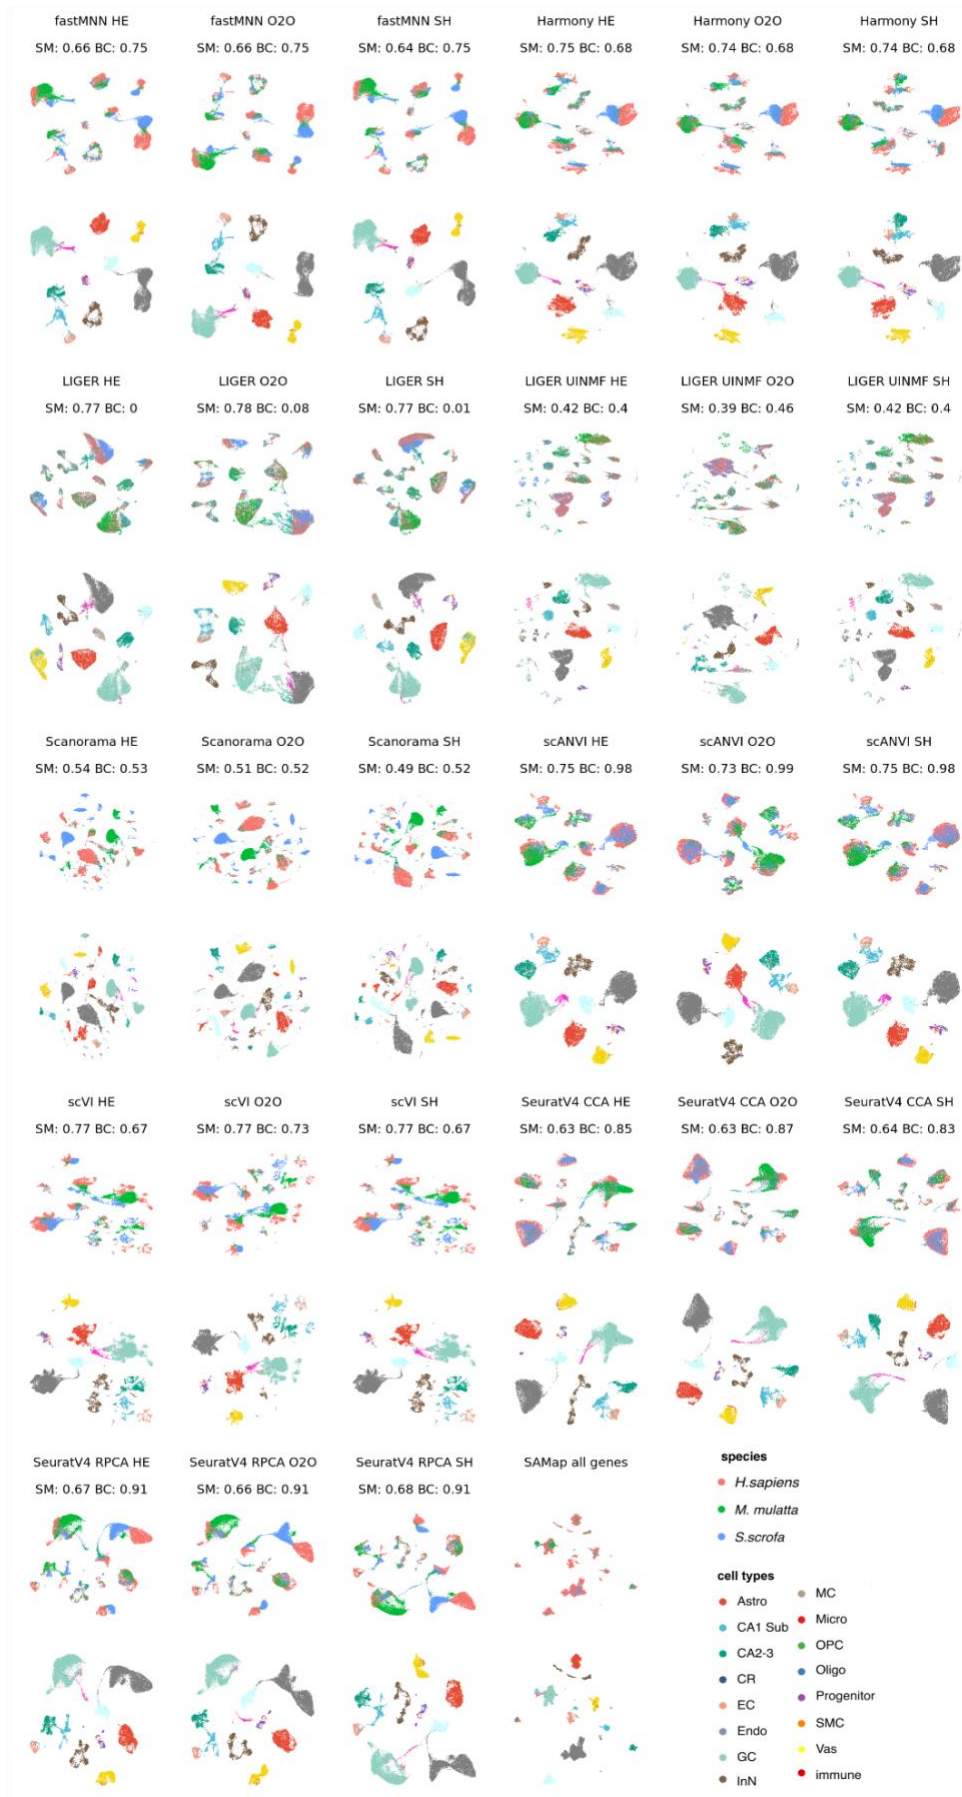 fastMNN HE fastMNN O2O fastMNN SH Harmony HE Harmony O2O Harmony SH
SM: 0.66 BC: 0.75 SM: 0.66 BC: 0.75 SM: 0.64 BC: 0.75 SM: 0.75 BC: 0.68 SM: 0.74 BC: 0.68 SM: 0.74 BC: 0.68
LIGER HE LIGER O2O LIGER SH LIGER UINMF HE LIGER UINMF O2O LIGER UINMF SH
SM: 0.77 BC: 0 SM: 0.78 BC: 0.08 SM: 0.77 BC: 0.01 SM: 0.42 BC: 0.4 SM: 0.39 BC: 0.46 SM: 0.42 BC: 0.4
Scanorama HE Scanorama O2O Scanorama SH scANVI HE scANVI O2O scANVI SH
SM: 0.54 BC: 0.53 SM: 0.51 BC: 0.52 SM: 0.49 BC: 0.52 SM: 0.75 BC: 0.98 SM: 0.73 BC: 0.99 SM: 0.75 BC: 0.98
scVI HE scVI O2O scVI SH SeuratV4 CCA HE SeuratV4 CCA O2O SeuratV4 CCA SH
SM: 0.77 BC: 0.67 SM: 0.77 BC: 0.73 SM: 0.77 BC: 0.67 SM: 0.63 BC: 0.85 SM: 0.63 BC: 0.87 SM: 0.64 BC: 0.83
SeuratV4 RPCA HE SeuratV4 RPCA O2O SeuratV4 RPCA SH SAMap all genes
SM: 0.67 BC: 0.91 SM: 0.66 BC: 0.91 SM: 0.68 BC: 0.91
species
H.sapiens
M. mulatta
S.scrofa
cell types
Astro
CA1 Sub
CA2-3
CR
EC
Endo
GC
InN
MC
Micro
OPC
Oligo
Progenitor
SMC
Vas
immune